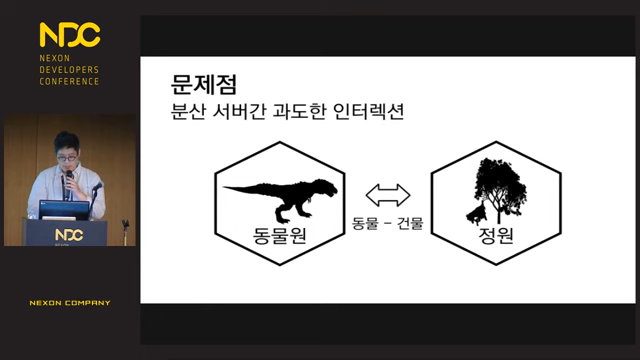 NDC
NEXON
DEVELOPERS
CONFERENCE
문제점
분산 서버간 과도한 인터렉션
동물원
동물 - 건물
정원
NDC
NEXON COMPANY